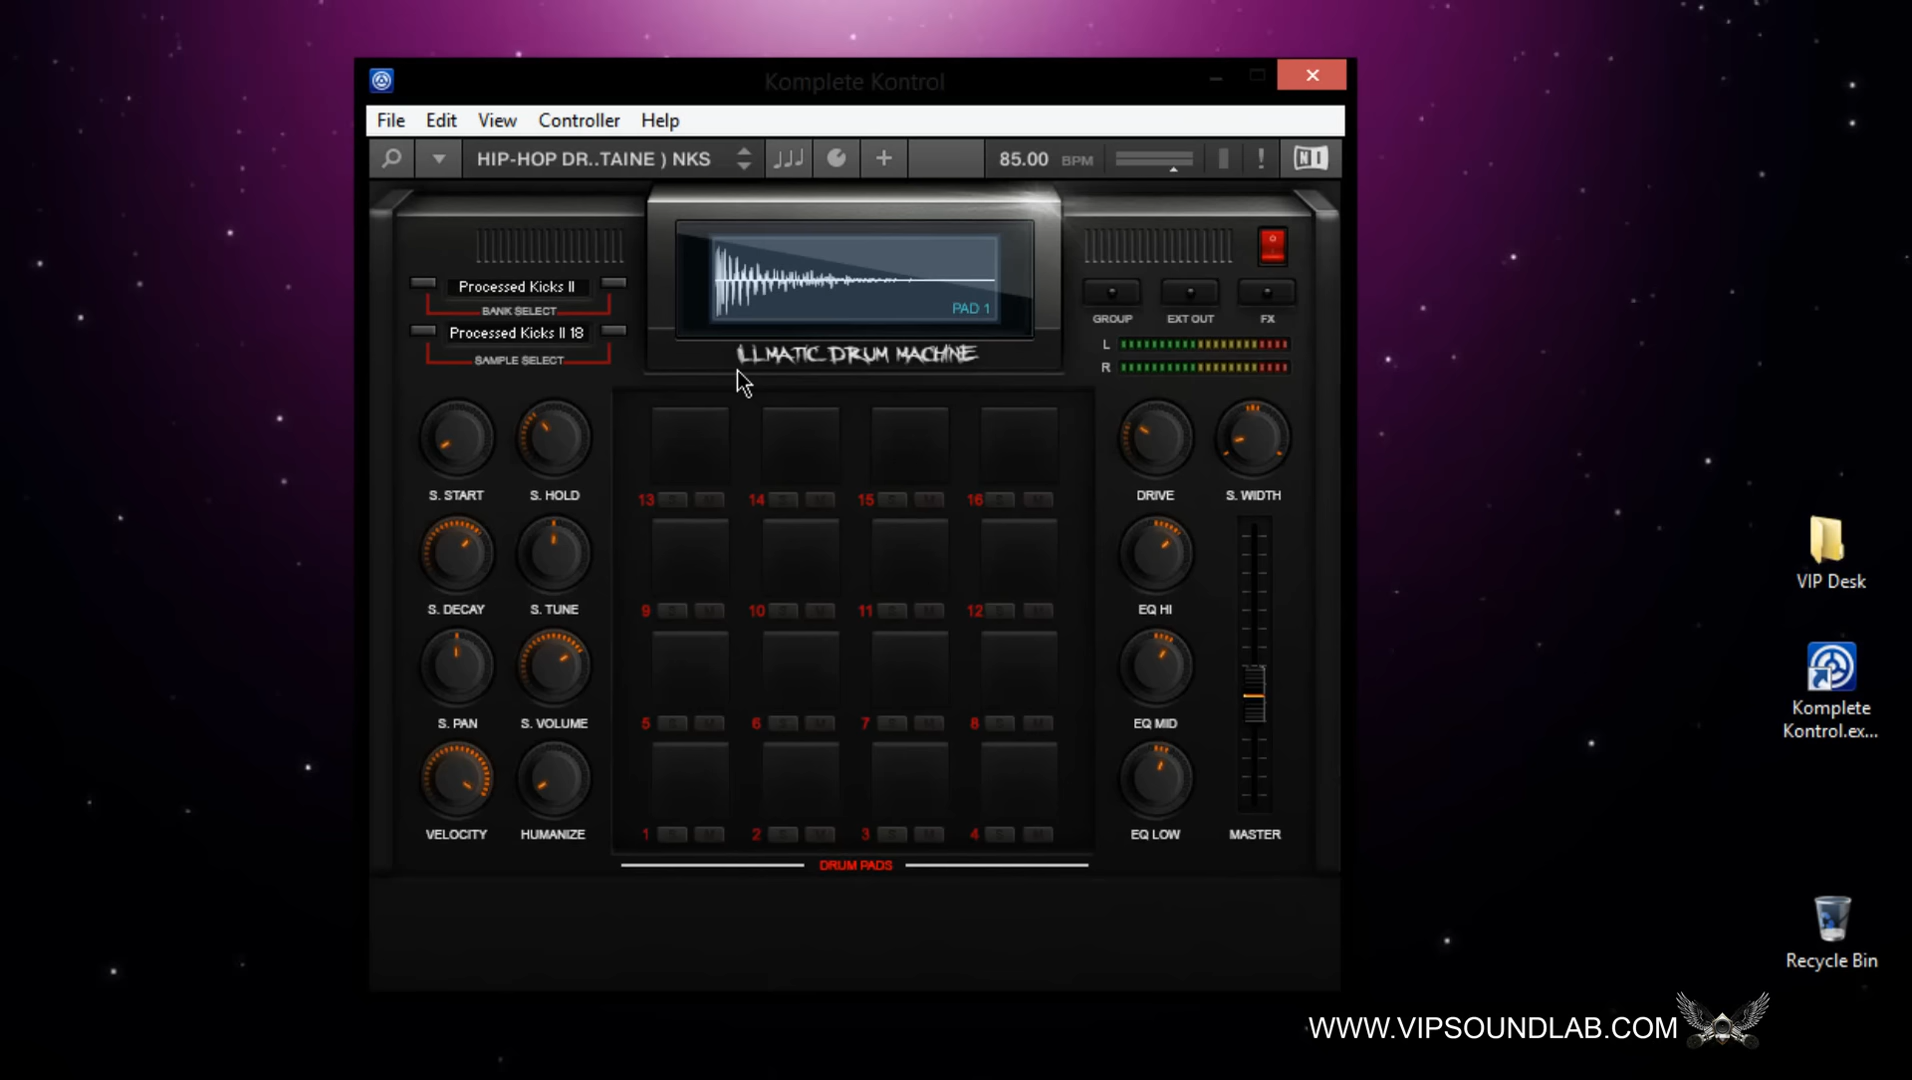 Komplete Kontrol
File Edit View Controller Help
HIP-HOP DR..TAINE ) NKS 85.00 BPM
Processed Kicks II
BANK SELECT
Processed Kicks II 18
SAMPLE SELECT
PAD 1
ILLMATIC DRUM MACHINE
GROUP EXT OUT FX
L
R
S. START S. HOLD
S. DECAY S. TUNE
S. PAN S. VOLUME
VELOCITY HUMANIZE
13 S M 14 S M 15 S M 16 S M
9 S M 10 S M 11 S M 12 S M
5 S M 6 S M 7 S M 8 S M
1 S M 2 S M 3 S M 4 S M
DRUM PADS
DRIVE S. WIDTH
EQ HI
EQ MID
EQ LOW MASTER
VIP Desk
Komplete
Kontrol.ex...
Recycle Bin
WWW.VIPSOUNDLAB.COM